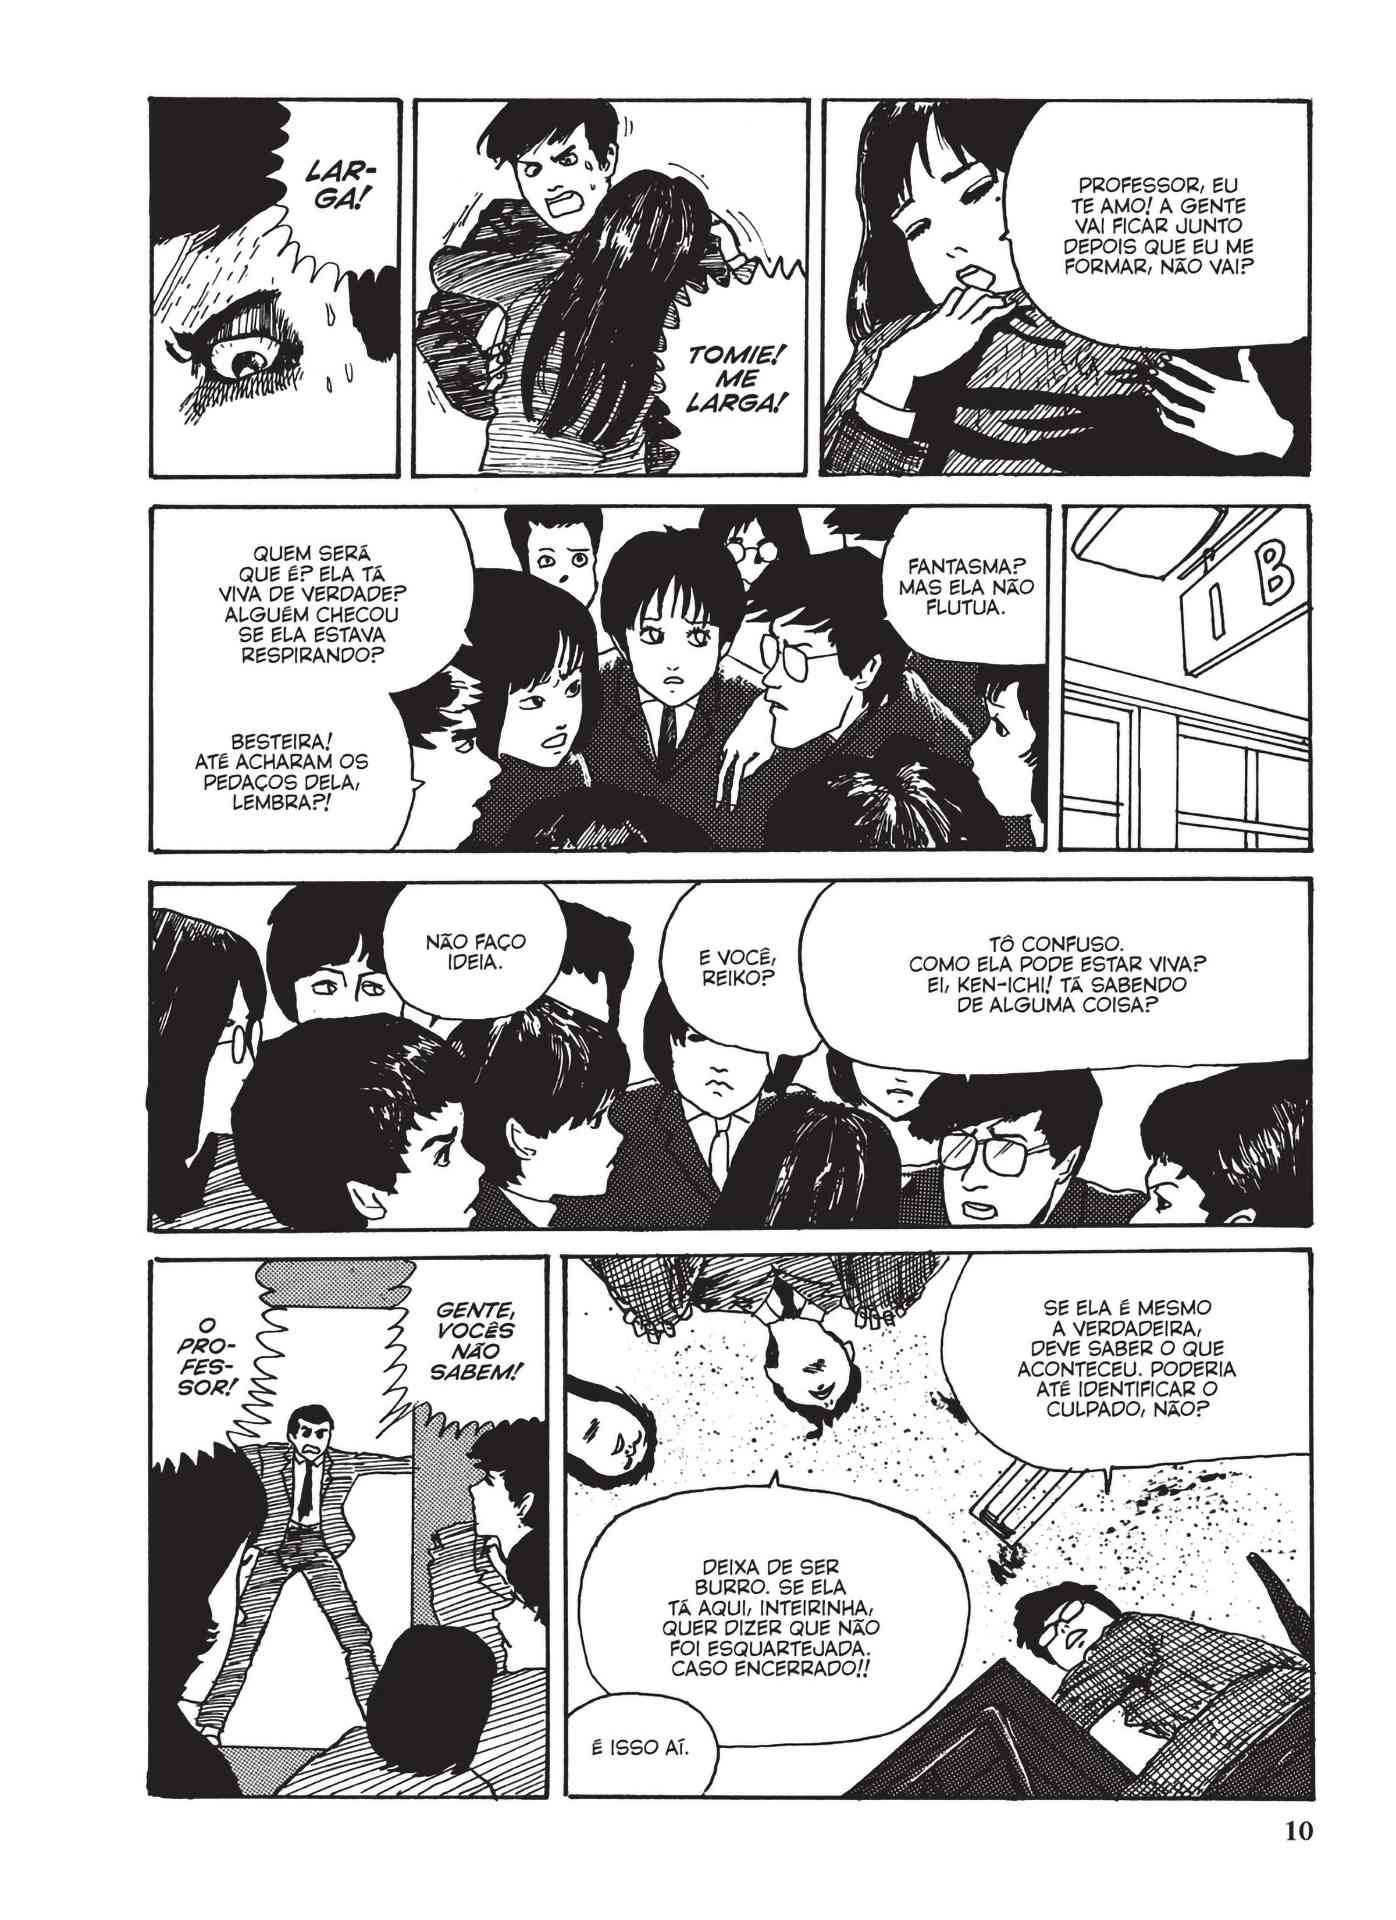 PROFESSOR, EU
TE AMO! A GENTE
VAI FICAR JUNTO
DEPOIS QUE EU ME
FORMAR, NÃO VAI?
TOMIE!
ME
LARGA!
LAR-
GA!
1B
FANTASMA?
MAS ELA NÃO
FLUTUA.
QUEM SERÁ
QUE É? ELA TÁ
VIVA DE VERDADE?
ALGUÉM CHECOU
SE ELA ESTAVA
RESPIRANDO?
BESTEIRA!
ATÉ ACHARAM OS
PEDAÇOS DELA,
LEMBRA?!
TÔ CONFUSO.
COMO ELA PODE ESTAR VIVA?
EI, KEN-ICHI! TÁ SABENDO
DE ALGUMA COISA?
E VOCÊ,
REIKO?
NÃO FAÇO
IDEIA.
SE ELA É MESMO
A VERDADEIRA,
DEVE SABER O QUE
ACONTECEU. PODERIA
ATÉ IDENTIFICAR O
CULPADO, NÃO?
DEIXA DE SER
BURRO. SE ELA
TÁ AQUI, INTEIRINHA,
QUER DIZER QUE NÃO
FOI ESQUARTEJADA.
CASO ENCERRADO!!
É ISSO AÍ.
GENTE,
VOCÊS
NÃO
SABEM!
O
PRO-
FES-
SOR!
10